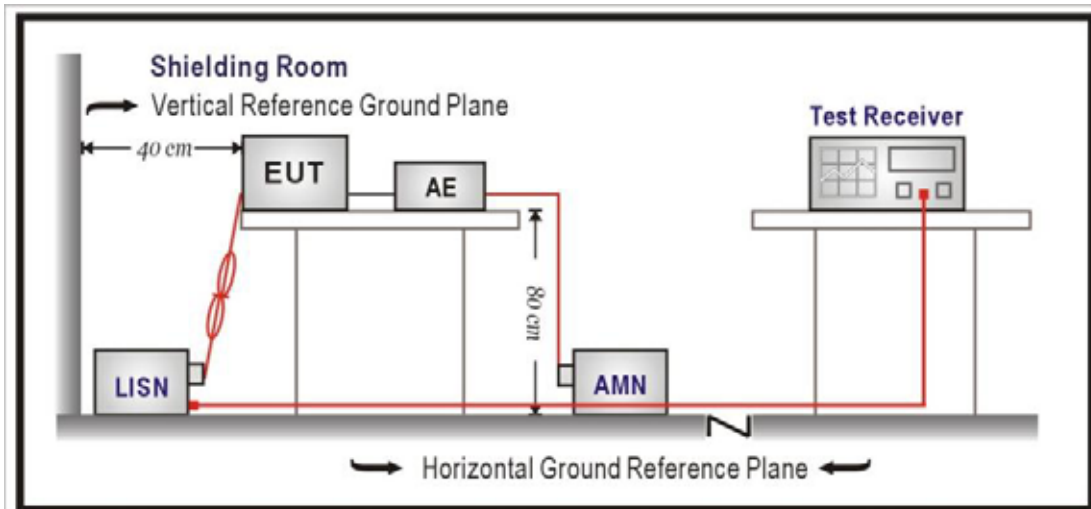 Shielding Room
Vertical Reference Ground Plane
40 cm
EUT
AE
Test Receiver
80 cm
LISN
AMN
Horizontal Ground Reference Plane